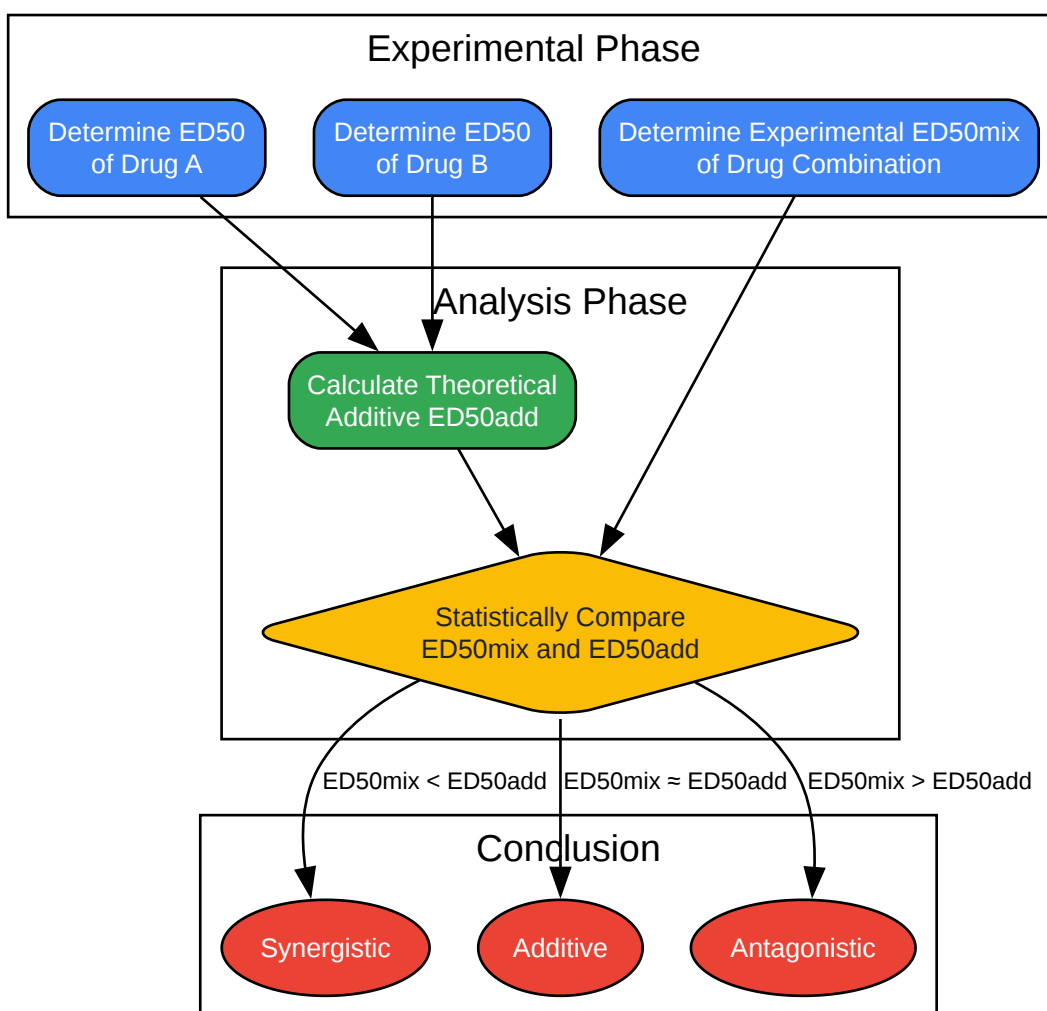 Experimental Phase
Determine ED50
of Drug A
Determine ED50
of Drug B
Determine Experimental ED50mix
of Drug Combination
Analysis Phase
Calculate Theoretical
Additive ED50add
Statistically Compare
ED50mix and ED50add
ED50mix < ED50add
ED50mix ≈ ED50add
ED50mix > ED50add
Conclusion
Synergistic
Additive
Antagonistic